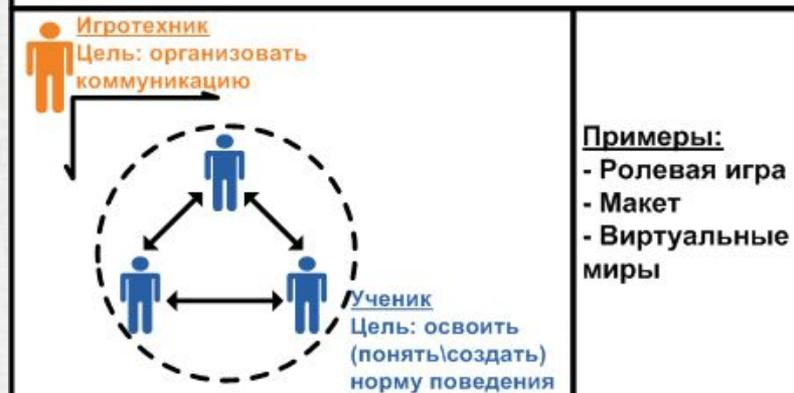 Игротехник
Цель: организовать
коммуникацию
Ученик
Цель: освоить
(понять\создать)
норму поведения
Примеры:
- Ролевая игра
- Макет
- Виртуальные
миры